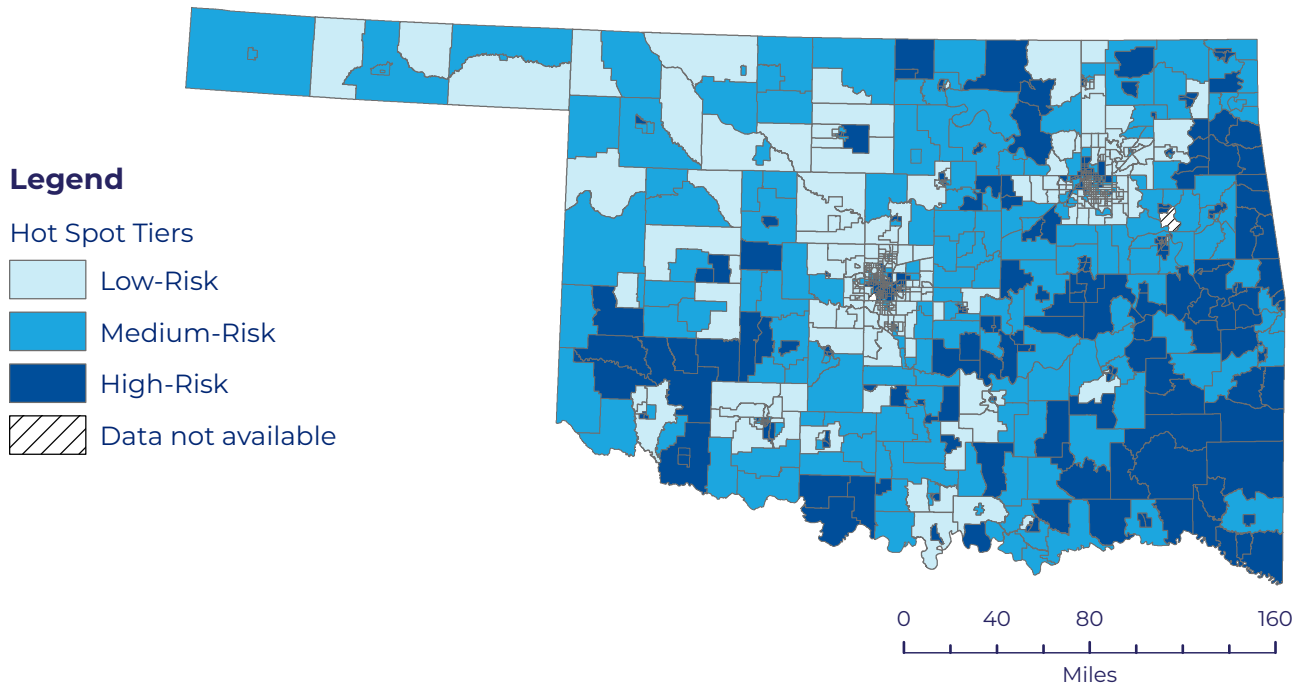 Legend
Hot Spot Tiers
Low-Risk
Medium-Risk
High-Risk
Data not available
0 40 80 160
Miles